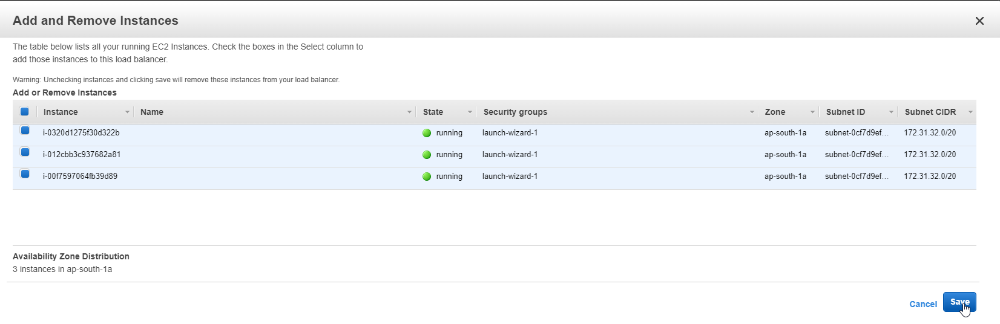 Add and Remove Instances
The table below lists all your running EC2 Instances. Check the boxes in the Select column to
add those instances to this load balancer.
Warning: Unchecking instances and clicking save will remove these instances from your load balancer.
Add or Remove Instances
Instance Name State Security groups Zone Subnet ID Subnet CIDR
i-0320d1275f30d322b running launch-wizard-1 ap-south-1a subnet-0cf7d9ef... 172.31.32.0/20
i-012cbb3c937682a81 running launch-wizard-1 ap-south-1a subnet-0cf7d9ef... 172.31.32.0/20
i-00f7597064fb39d89 running launch-wizard-1 ap-south-1a subnet-0cf7d9ef... 172.31.32.0/20
Availability Zone Distribution
3 instances in ap-south-1a
Cancel Save